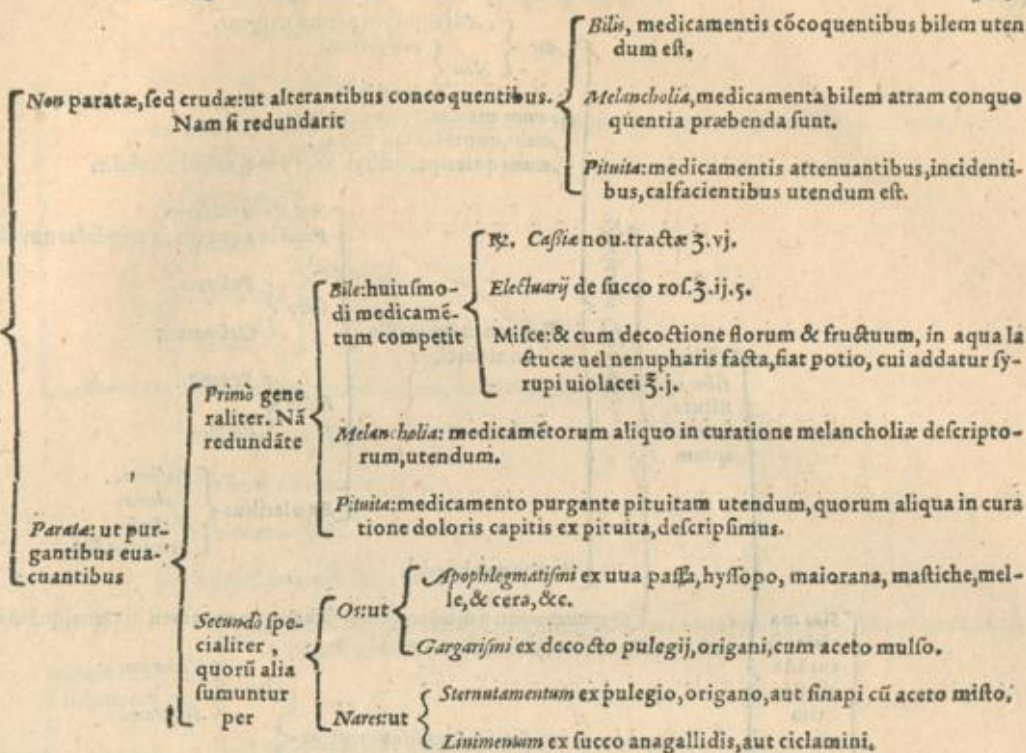 Bilis, medicamentis cōcoquentibus bilem uten
dum eſt.
Non paratæ, ſed crudæ: ut alterantibus concoquentibus.
Nam ſi redundarit
Melancholia, medicamenta bilem atram conquo
quentia præbenda ſunt.
Pituita: medicamentis attenuantibus, incidenti-
bus, calfacientibus utendum eſt.
℞. Caſsiæ nou. tractæ ʒ. vj.
Electuarij de ſucco roſ. ʒ. ij. ſ.
Bile: huiuſmo-
di medicamē-
tum competit
Miſce: & cum decoctione florum & fructuum, in aqua la
ctucæ uel nenupharis facta, fiat potio, cui addatur ſy-
rupi uiolacei ℥. j.
Primò gene
raliter. Nã
redundāte
Melancholia: medicamētorum aliquo in curatione melancholiæ deſcripto-
rum, utendum.
Pituita: medicamento purgante pituitam utendum, quorum aliqua in cura
tione doloris capitis ex pituita, deſcripſimus.
Paratæ: ut pur-
gantibus eua-
cuantibus
Apophlegmatiſmi ex uua paſſa, hyſſopo, maiorana, maſtiche, mel-
le, & cera, &c.
Os: ut
Gargariſmi ex decocto pulegij, origani, cum aceto mulſo.
Secundò ſpe-
cialiter,
quorū alia
ſumuntur
per
Nares: ut
Sternutamentum ex pulegio, origano, aut ſinapi cū aceto miſto.
Linimentum ex ſucco anagallidis, aut ciclamini.